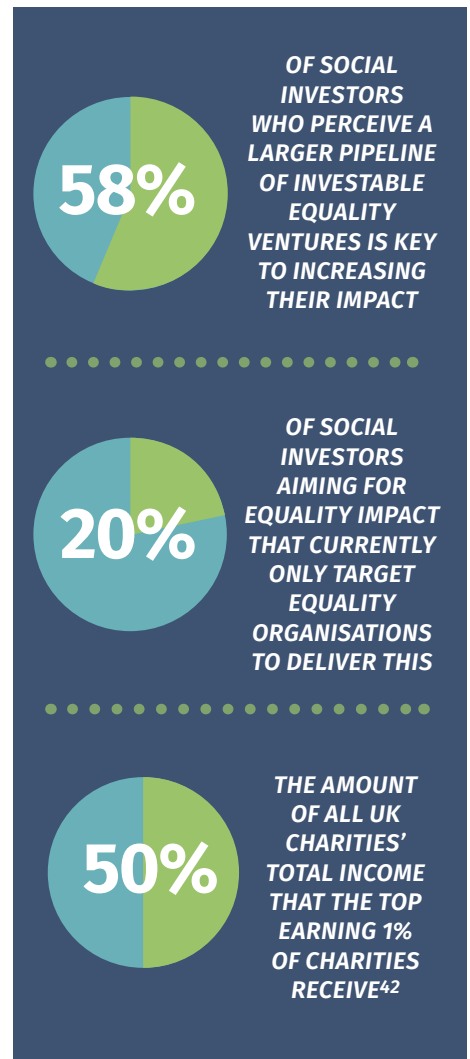 58%
OF SOCIAL
INVESTORS
WHO PERCEIVE A
LARGER PIPELINE
OF INVESTABLE
EQUALITY
VENTURES IS KEY
TO INCREASING
THEIR IMPACT
20%
OF SOCIAL
INVESTORS
AIMING FOR
EQUALITY IMPACT
THAT CURRENTLY
ONLY TARGET
EQUALITY
ORGANISATIONS
TO DELIVER THIS
50%
THE AMOUNT
OF ALL UK
CHARITIES’
TOTAL INCOME
THAT THE TOP
EARNING 1%
OF CHARITIES
RECEIVE⁴²